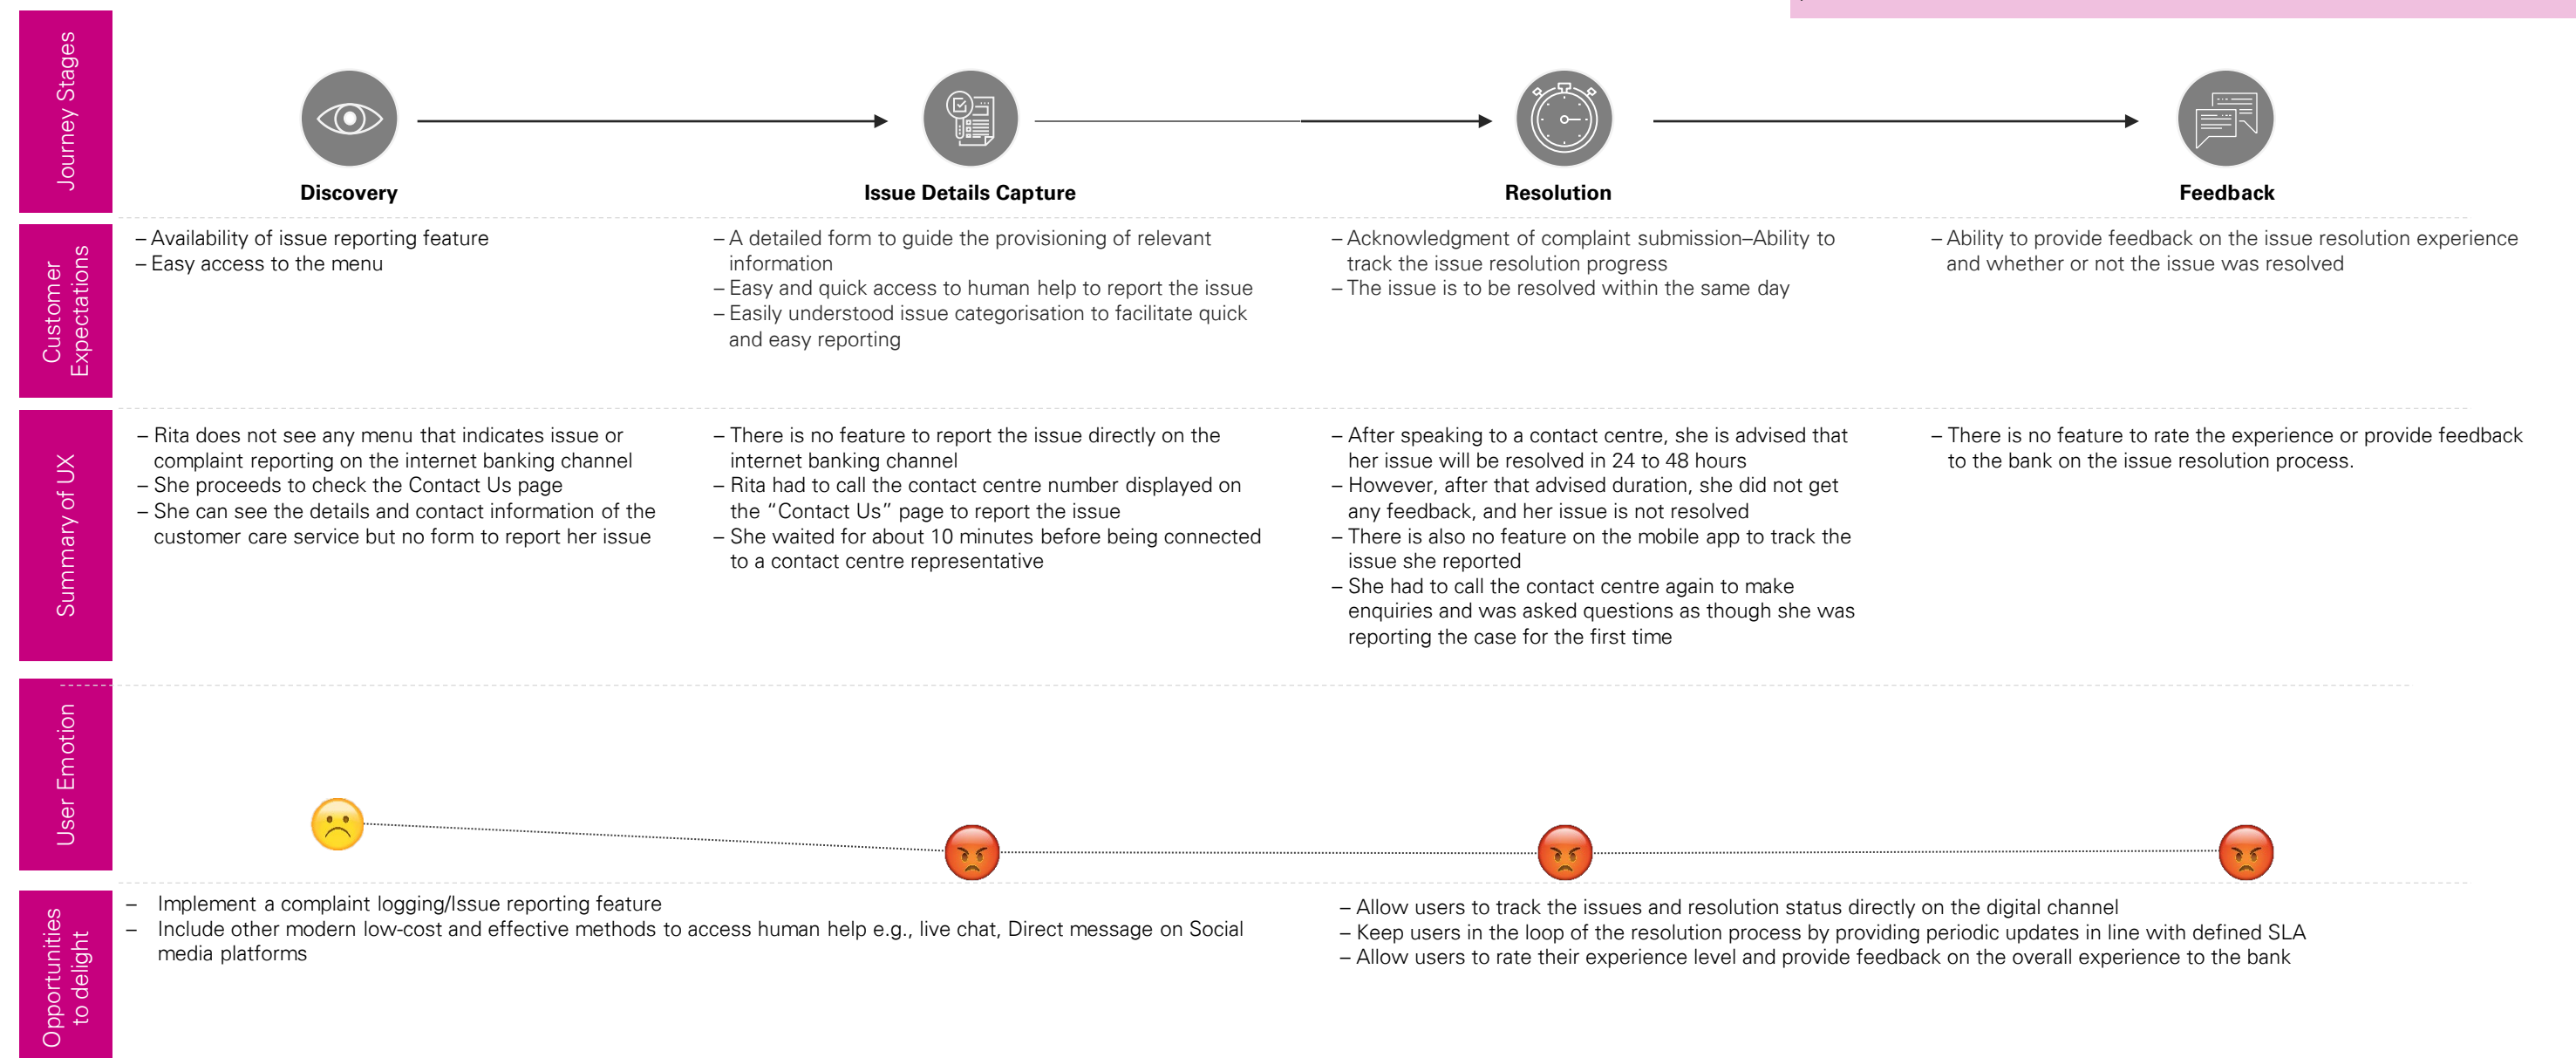 Journey Stages
Discovery
Issue Details Capture
Resolution
Feedback
Customer
Expectations
– Availability of issue reporting feature
– Easy access to the menu
– A detailed form to guide the provisioning of relevant
information
– Easy and quick access to human help to report the issue
– Easily understood issue categorisation to facilitate quick
and easy reporting
– Acknowledgment of complaint submission–Ability to
track the issue resolution progress
– The issue is to be resolved within the same day
– Ability to provide feedback on the issue resolution experience
and whether or not the issue was resolved
Summary of UX
– Rita does not see any menu that indicates issue or
complaint reporting on the internet banking channel
– She proceeds to check the Contact Us page
– She can see the details and contact information of the
customer care service but no form to report her issue
– There is no feature to report the issue directly on the
internet banking channel
– Rita had to call the contact centre number displayed on
the “Contact Us” page to report the issue
– She waited for about 10 minutes before being connected
to a contact centre representative
– After speaking to a contact centre, she is advised that
her issue will be resolved in 24 to 48 hours
– However, after that advised duration, she did not get
any feedback, and her issue is not resolved
– There is also no feature on the mobile app to track the
issue she reported
– She had to call the contact centre again to make
enquiries and was asked questions as though she was
reporting the case for the first time
– There is no feature to rate the experience or provide feedback
to the bank on the issue resolution process.
User Emotion
Opportunities
to delight
– Implement a complaint logging/Issue reporting feature
– Include other modern low-cost and effective methods to access human help e.g., live chat, Direct message on Social
media platforms
– Allow users to track the issues and resolution status directly on the digital channel
– Keep users in the loop of the resolution process by providing periodic updates in line with defined SLA
– Allow users to rate their experience level and provide feedback on the overall experience to the bank